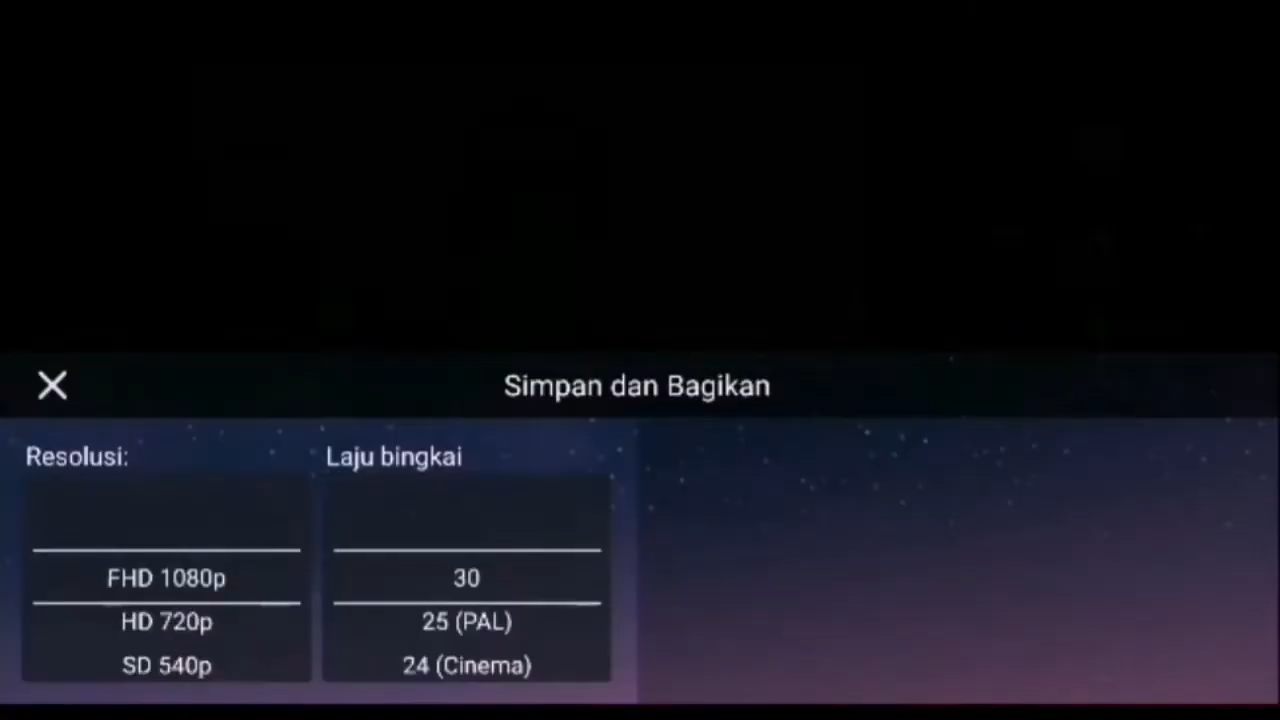 Simpan dan Bagikan
Resolusi:
Laju bingkai
FHD 1080p
30
HD 720p
25 (PAL)
SD 540p
24 (Cinema)